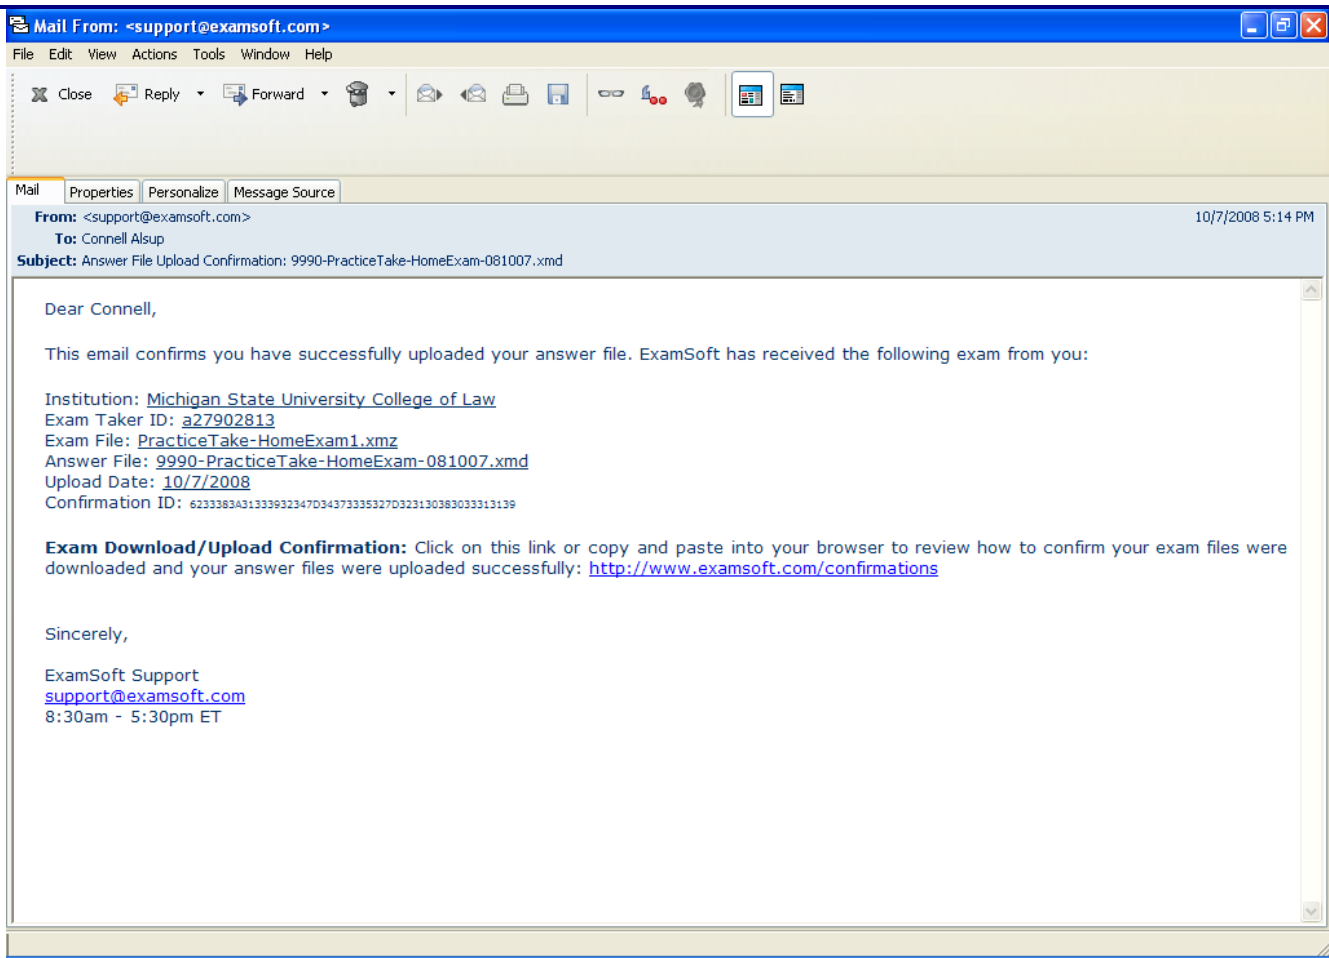 Mail From: <support@examsoft.com>
File Edit View Actions Tools Window Help
Close Reply Forward
Mail Properties Personalize Message Source
From: <support@examsoft.com> 10/7/2008 5:14 PM
To: Connell Alsup
Subject: Answer File Upload Confirmation: 9990-PracticeTake-HomeExam-081007.xmd
Dear Connell,
This email confirms you have successfully uploaded your answer file. ExamSoft has received the following exam from you:
Institution: Michigan State University College of Law
Exam Taker ID: a27902813
Exam File: PracticeTake-HomeExam1.xmz
Answer File: 9990-PracticeTake-HomeExam-081007.xmd
Upload Date: 10/7/2008
Confirmation ID: 6233383A31333932347D34373335327D323130383033313139
Exam Download/Upload Confirmation: Click on this link or copy and paste into your browser to review how to confirm your exam files were
downloaded and your answer files were uploaded successfully: http://www.examsoft.com/confirmations
Sincerely,
ExamSoft Support
support@examsoft.com
8:30am - 5:30pm ET